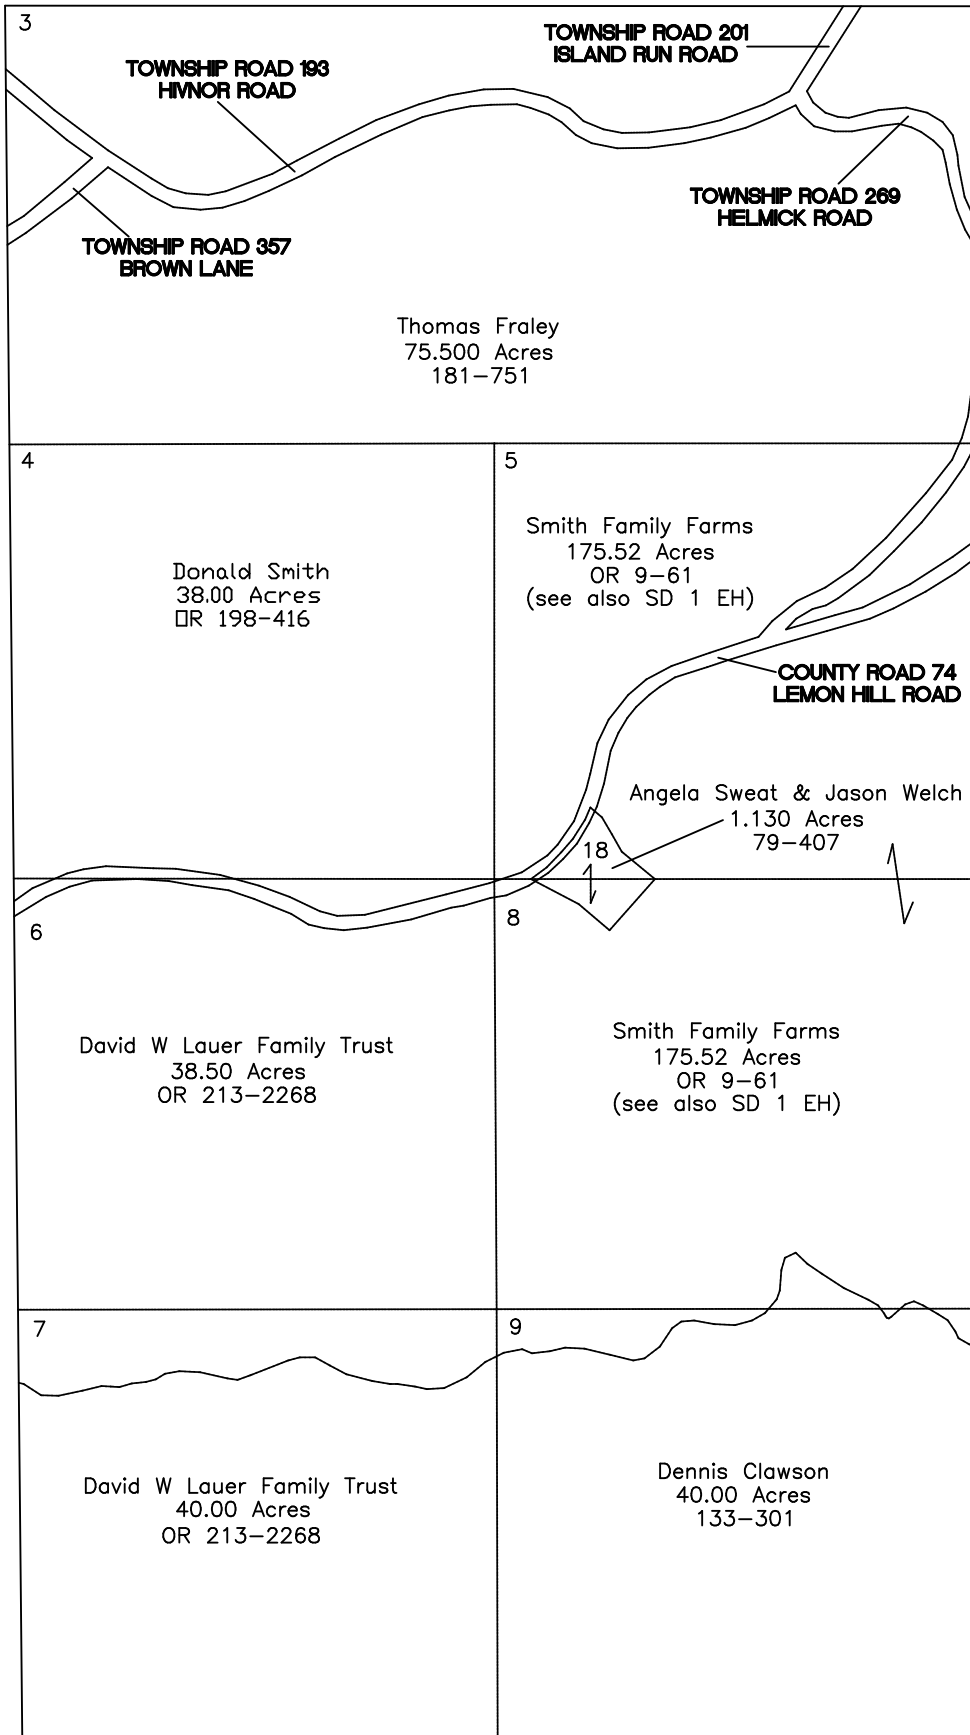 3
TOWNSHIP ROAD 201
ISLAND RUN ROAD
TOWNSHIP ROAD 193
HIVNOR ROAD
TOWNSHIP ROAD 269
HELMICK ROAD
TOWNSHIP ROAD 357
BROWN LANE
Thomas Fraley
75.500 Acres
181-751
4
5
Smith Family Farms
175.52 Acres
OR 9-61
(see also SD 1 EH)
Donald Smith
38.00 Acres
OR 198-416
COUNTY ROAD 74
LEMON HILL ROAD
Angela Sweat & Jason Welch
1.130 Acres
79-407
18
6
8
David W Lauer Family Trust
38.50 Acres
OR 213-2268
Smith Family Farms
175.52 Acres
OR 9-61
(see also SD 1 EH)
7
9
David W Lauer Family Trust
40.00 Acres
OR 213-2268
Dennis Clawson
40.00 Acres
133-301